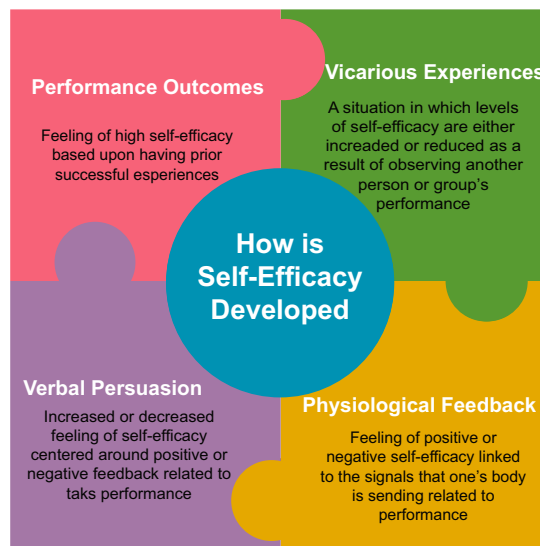 Performance Outcomes
Feeling of high self-efficacy
based upon having prior
successful esperiences
Vicarious Experiences
A situation in which levels
of self-efficacy are either
increaded or reduced as a
result of observing another
person or group's
performance
How is
Self-Efficacy
Developed
Verbal Persuasion
Increased or decreased
feeling of self-efficacy
centered around positive or
negative feedback related to
taks performance
Physiological Feedback
Feeling of positive or
negative self-efficacy linked
to the signals that one's body
is sending related to
performance